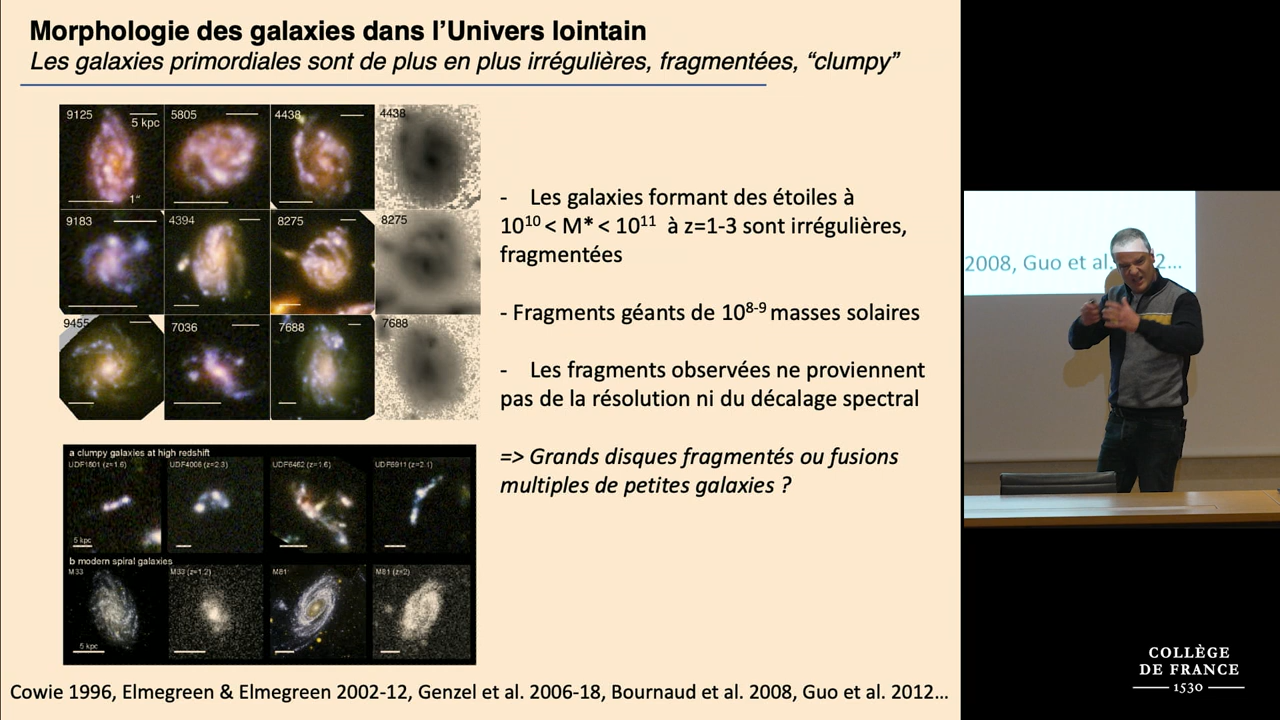 Morphologie des galaxies dans l'Univers lointain
Les galaxies primordiales sont de plus en plus irrégulières, fragmentées, “clumpy”
9125
5 kpc
1"
5805
4438
4438
9183
4394
8275
8275
9455
7036
7688
7688
- Les galaxies formant des étoiles à
10¹⁰ < M* < 10¹¹ à z=1-3 sont irrégulières,
fragmentées
- Fragments géants de 10⁸⁻⁹ masses solaires
- Les fragments observées ne proviennent
pas de la résolution ni du décalage spectral
=> Grands disques fragmentés ou fusions
multiples de petites galaxies ?
a clumpy galaxies at high redshift
UDF1801 (z=1.6)
UDF4006 (z=2.3)
UDF6462 (z=1.6)
UDF6911 (z=2.1)
5 kpc
b modern spiral galaxies
M33
M33 (z=1.2)
M81
M81 (z=2)
5 kpc
Cowie 1996, Elmegreen & Elmegreen 2002-12, Genzel et al. 2006-18, Bournaud et al. 2008, Guo et al. 2012…
2008, Guo et al. 2...
COLLÈGE
DE FRANCE
1530